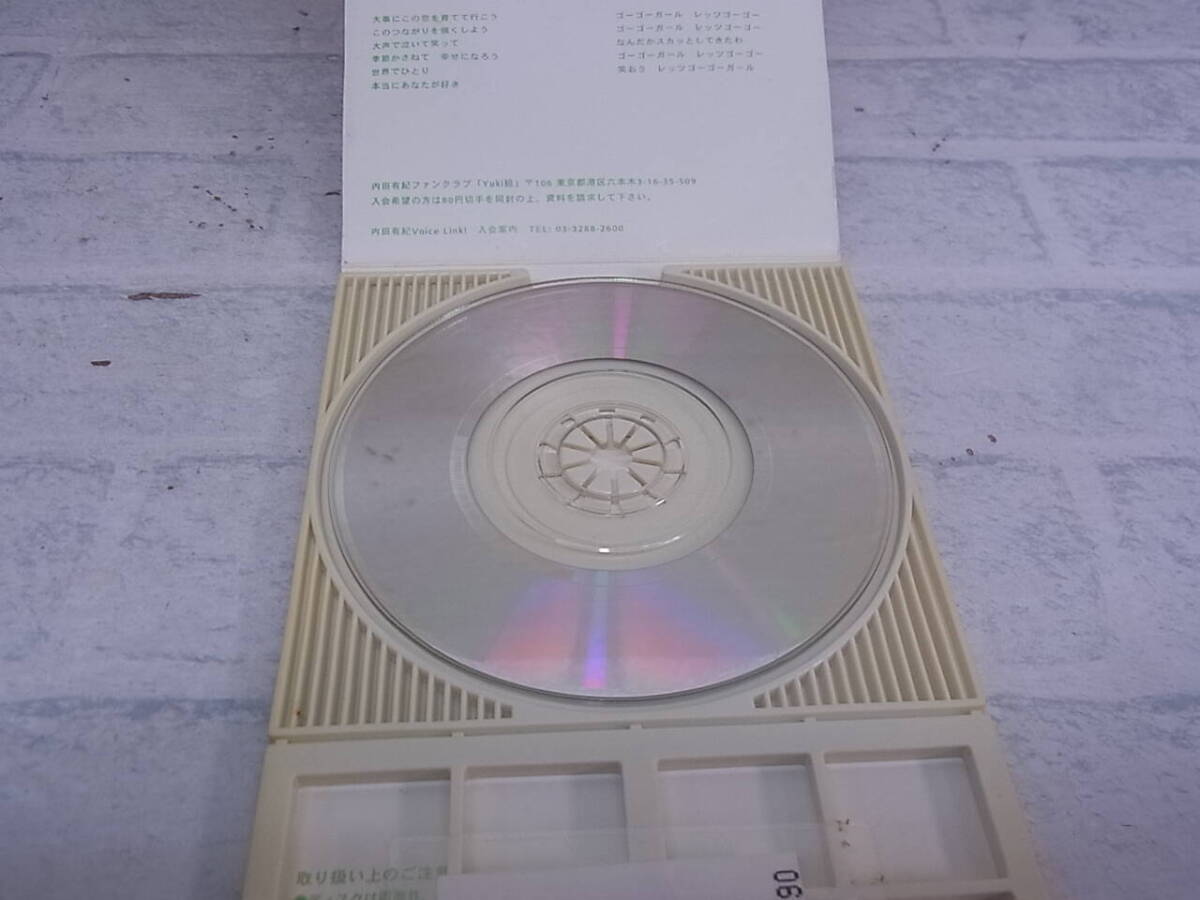 大事にこの恋を育てて行こう
このつながりを強くしよう
大声で泣いて笑って
季節かさねて 幸せになろう
世界でひとり
本当にあなたが好き
ゴーゴーガール レッツゴーゴー
ゴーゴーガール レッツゴーゴー
なんだかスカッとしてきたわ
ゴーゴーガール レッツゴーゴー
笑おう レッツゴーゴーガール
内田有紀ファンクラブ「Yuki組」〒106 東京都港区六本木3-16-35-509
入会希望の方は80円切手を同封の上、資料を請求して下さい。
内田有紀Voice Link! 入会案内 TEL: 03-3288-2600
取り扱い上のご注意
●ディスクは両面共、
90